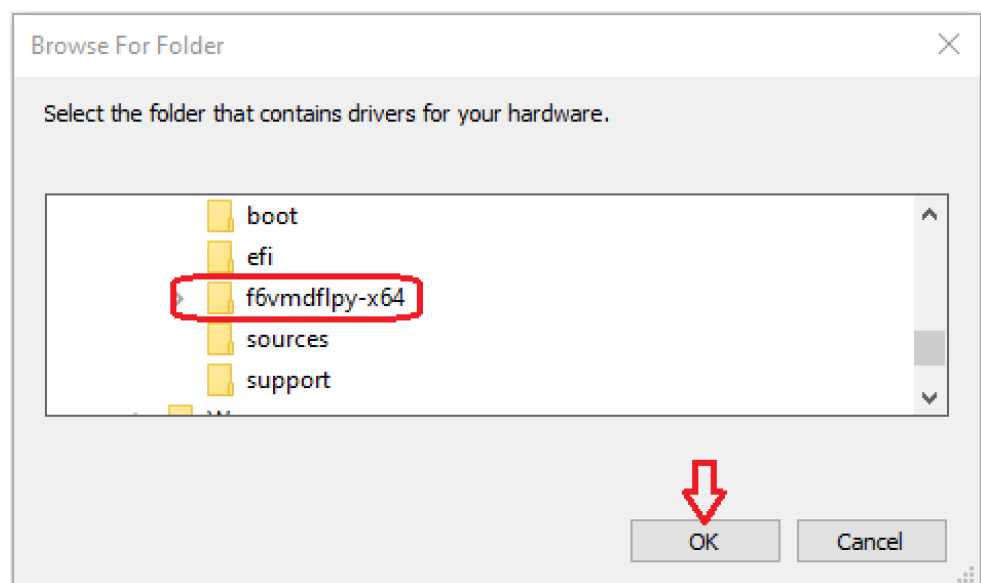 Browse For Folder
Select the folder that contains drivers for your hardware.
boot
efi
f6vmdflpy-x64
sources
support
OK Cancel